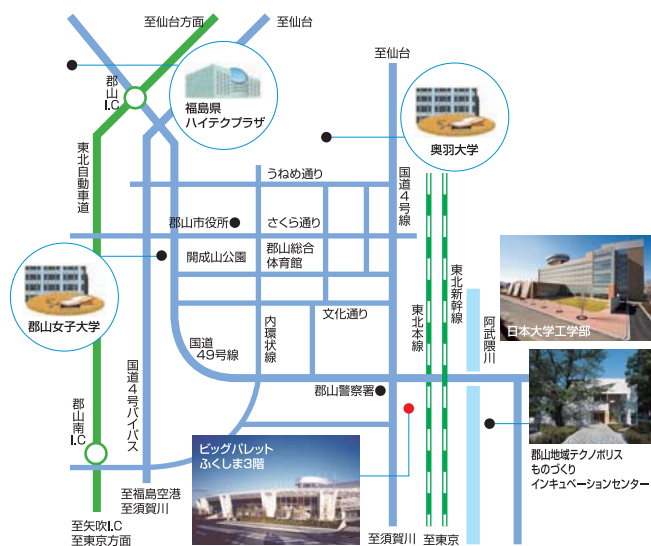 至仙台方面
至仙台
至仙台
郡山I.C
福島県
ハイテクプラザ
奥羽大学
東北自動車道
うねめ通り
国道4号線
郡山市役所
さくら通り
開成山公園
郡山総合
体育館
郡山女子大学
東北新幹線
東北本線
阿武隈川
日本大学工学部
文化通り
内環状線
国道
49号線
国道4号バイパス
郡山警察署
郡山南I.C
ビッグパレット
ふくしま3階
郡山地域テクノポリス
ものづくり
インキュベーションセンター
至福島空港
至須賀川
至矢吹I.C
至東京方面
至須賀川
至東京